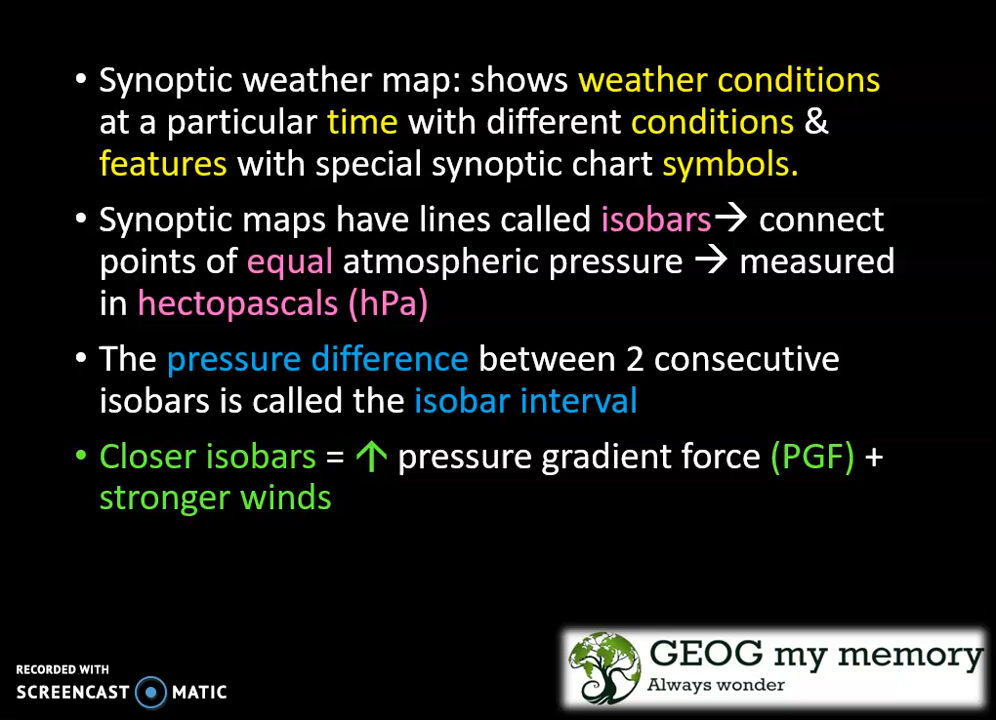 • Synoptic weather map: shows weather conditions
at a particular time with different conditions &
features with special synoptic chart symbols.
• Synoptic maps have lines called isobars→ connect
points of equal atmospheric pressure → measured
in hectopascals (hPa)
• The pressure difference between 2 consecutive
isobars is called the isobar interval
• Closer isobars = ↑ pressure gradient force (PGF) +
stronger winds
RECORDED WITH
SCREENCAST MATIC
GEOG my memory
Always wonder